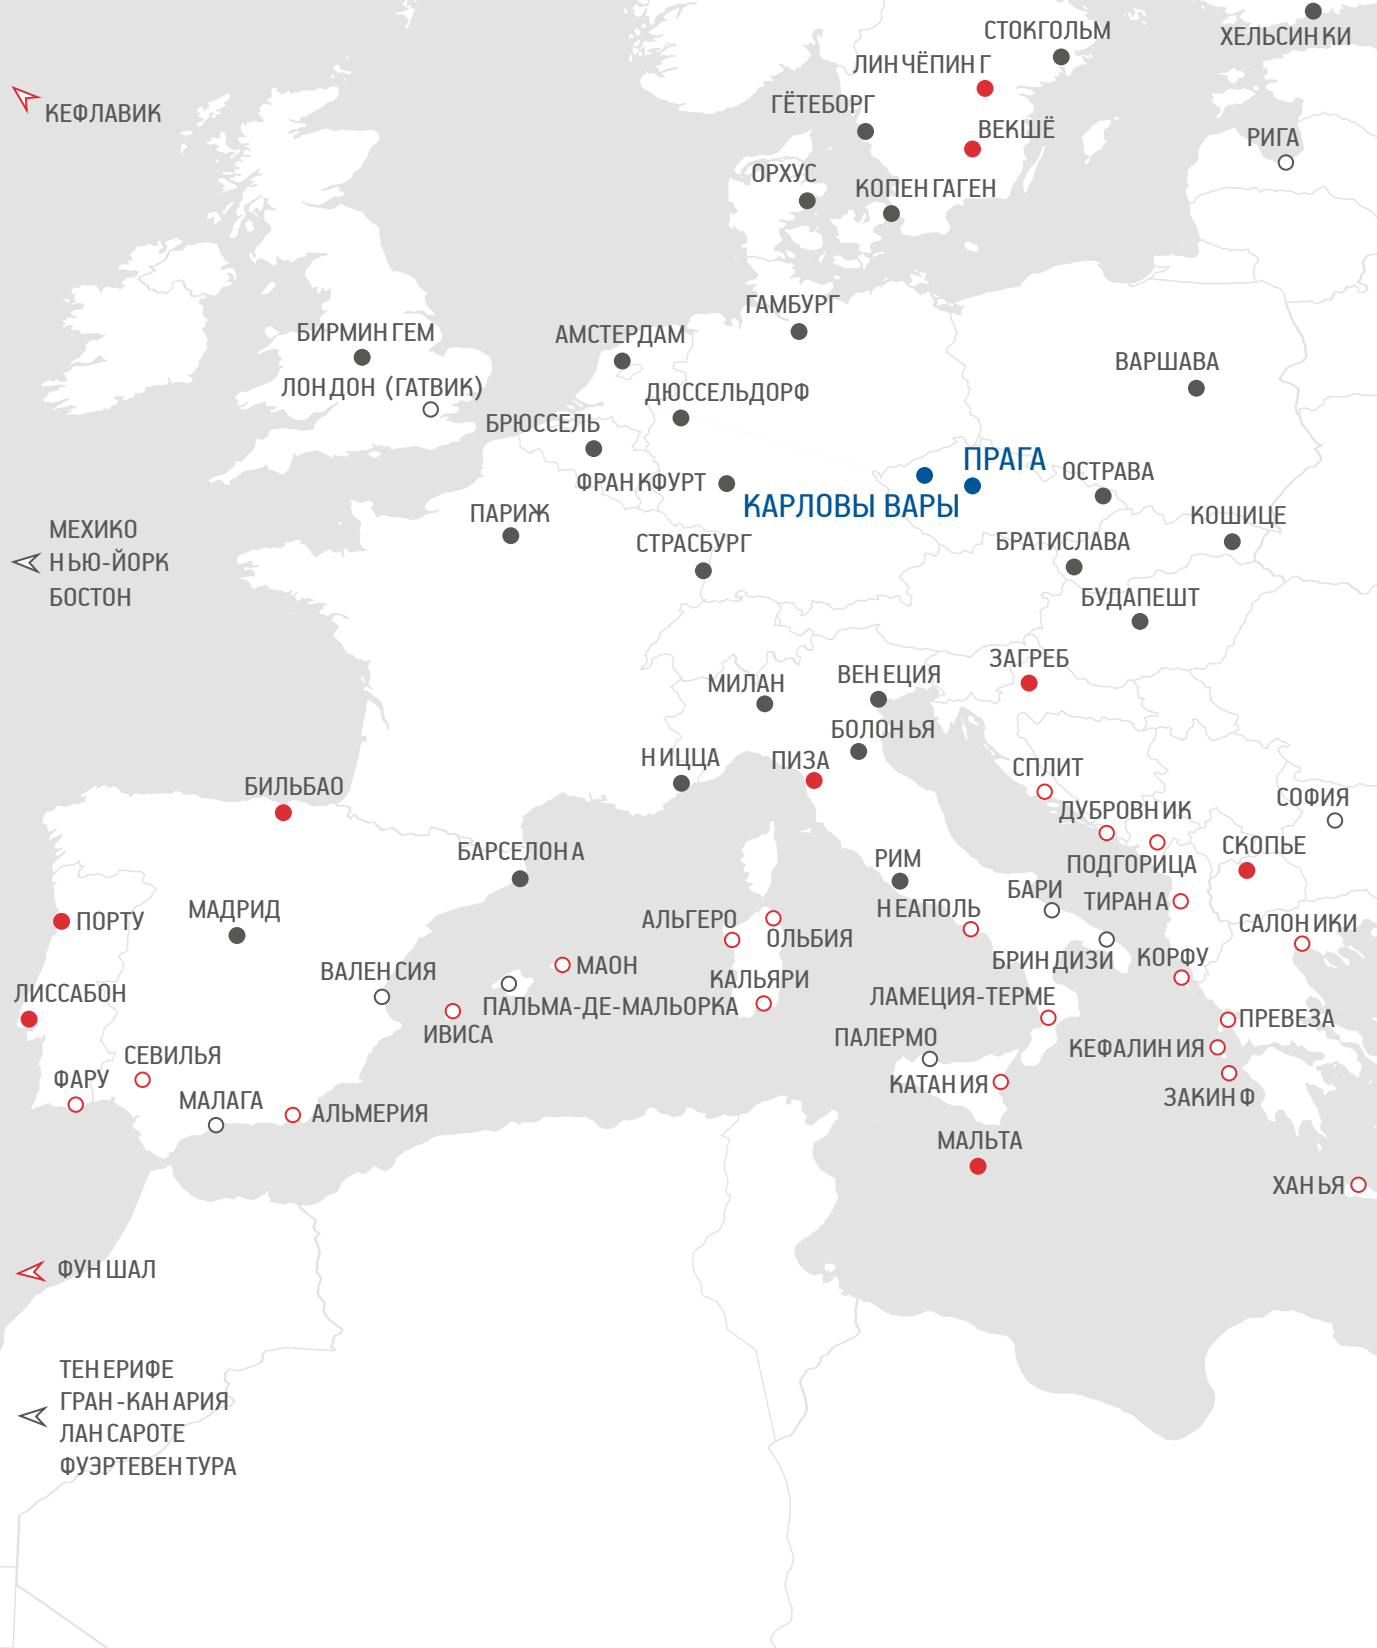 СТОКГОЛЬМ
ХЕЛЬСИНКИ
ЛИНЧЁПИНГ
КЕФЛАВИК
ГЁТЕБОРГ
ВЕКШЁ
РИГА
ОРХУС
КОПЕНГАГЕН
ГАМБУРГ
БИРМИНГЕМ
АМСТЕРДАМ
ВАРШАВА
ЛОНДОН (ГАТВИК)
ДЮССЕЛЬДОРФ
БРЮССЕЛЬ
ПРАГА
ОСТРАВА
ФРАНКФУРТ
КАРЛОВЫ ВАРЫ
ПАРИЖ
КОШИЦЕ
МЕХИКО
НЬЮ-ЙОРК
БОСТОН
СТРАСБУРГ
БРАТИСЛАВА
БУДАПЕШТ
ЗАГРЕБ
МИЛАН
ВЕНЕЦИЯ
БОЛОНЬЯ
НИЦЦА
ПИЗА
СПЛИТ
БИЛЬБАО
СОФИЯ
ДУБРОВНИК
БАРСЕЛОНА
РИМ
ПОДГОРИЦА
СКОПЬЕ
БАРИ
ТИРАНА
ПОРТУ
МАДРИД
АЛЬГЕРО
ОЛЬБИЯ
НЕАПОЛЬ
САЛОНИКИ
ВАЛЕНСИЯ
МАОН
КАЛЬЯРИ
БРИНДИЗИ
КОРФУ
ЛИССАБОН
ПАЛЬМА-ДЕ-МАЛЬОРКА
ЛАМЕЦИЯ-ТЕРМЕ
ПРЕВЕЗА
ИВИСА
ПАЛЕРМО
КЕФАЛИНИЯ
СЕВИЛЬЯ
ФАРУ
КАТАНИЯ
ЗАКИНФ
МАЛАГА
АЛЬМЕРИЯ
МАЛЬТА
ХАНЬЯ
ФУНШАЛ
ТЕНЕРИФЕ
ГРАН-КАНАРИЯ
ЛАНСАРОТЕ
ФУЭРТЕВЕНТУРА